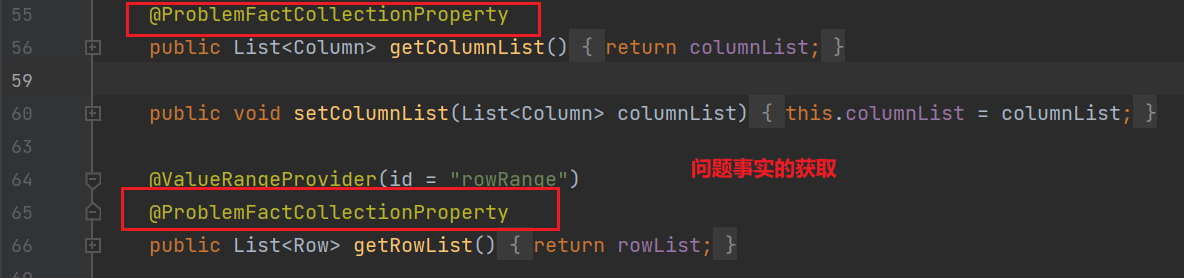 55 @ProblemFactCollectionProperty
56 public List<Column> getColumnList() { return columnList; }
59
60 public void setColumnList(List<Column> columnList) { this.columnList = columnList; }
63
问题事实的获取
64 @ValueRangeProvider(id = "rowRange")
65 @ProblemFactCollectionProperty
66 public List<Row> getRowList() { return rowList; }